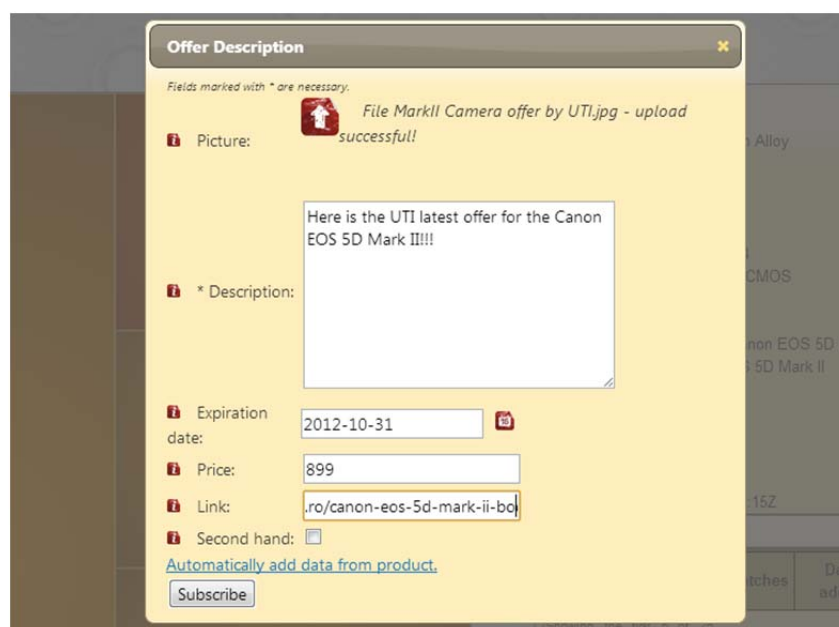 Offer Description
Fields marked with * are necessary.
File MarkII Camera offer by UTI.jpg - upload
successful!
Picture:
Alloy
Here is the UTI latest offer for the Canon
EOS 5D Mark II!!!
CMOS
* Description:
EOS 5D
5D Mark II
Expiration
date:
2012-10-31
Price:
899
Link:
.ro/canon-eos-5d-mark-ii-bo
:15Z
Second hand:
Automatically add data from product.
Subscribe